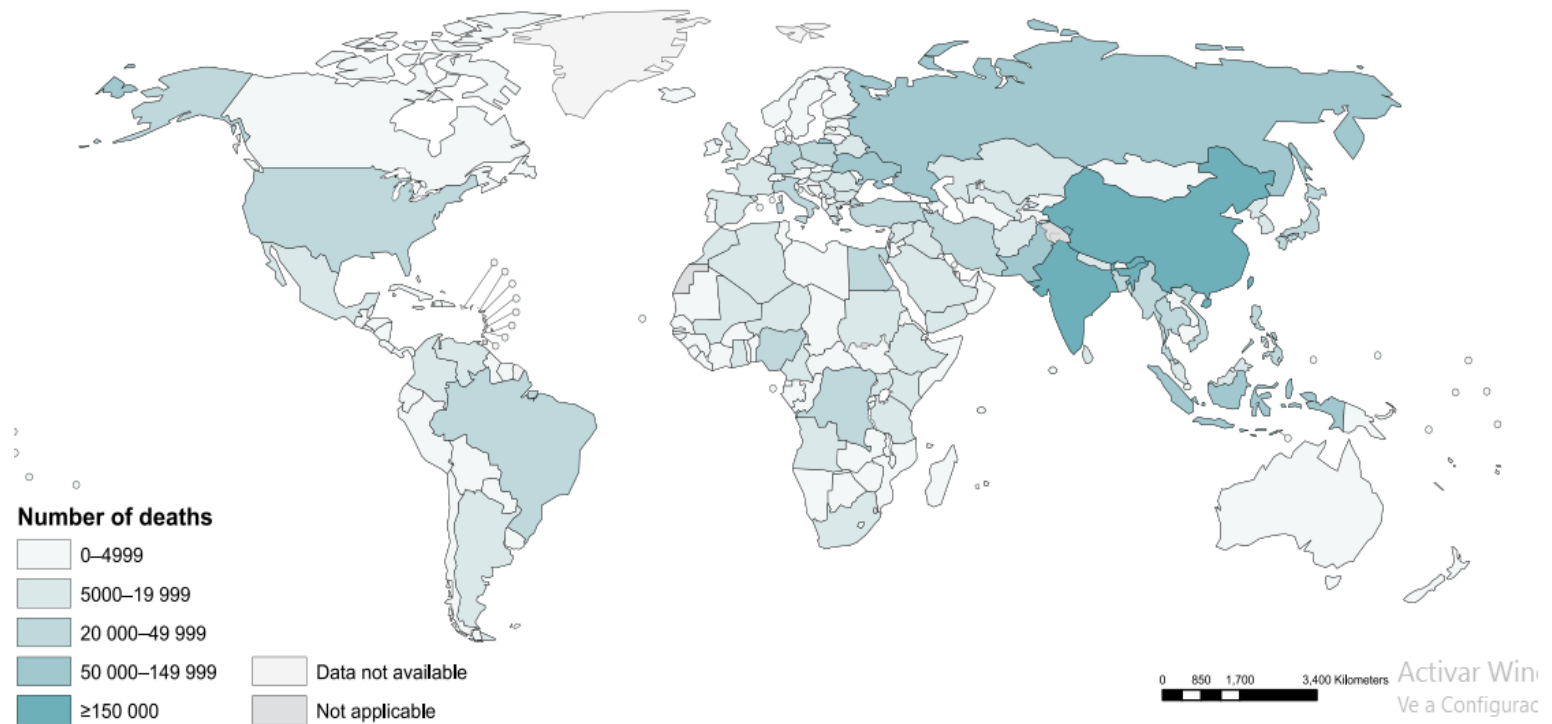 Number of deaths
0–4999
5000–19 999
20 000–49 999
50 000–149 999
≥150 000
Data not available
Not applicable
0 850 1,700 3,400 Kilometers
Activar Win
Ve a Configurac